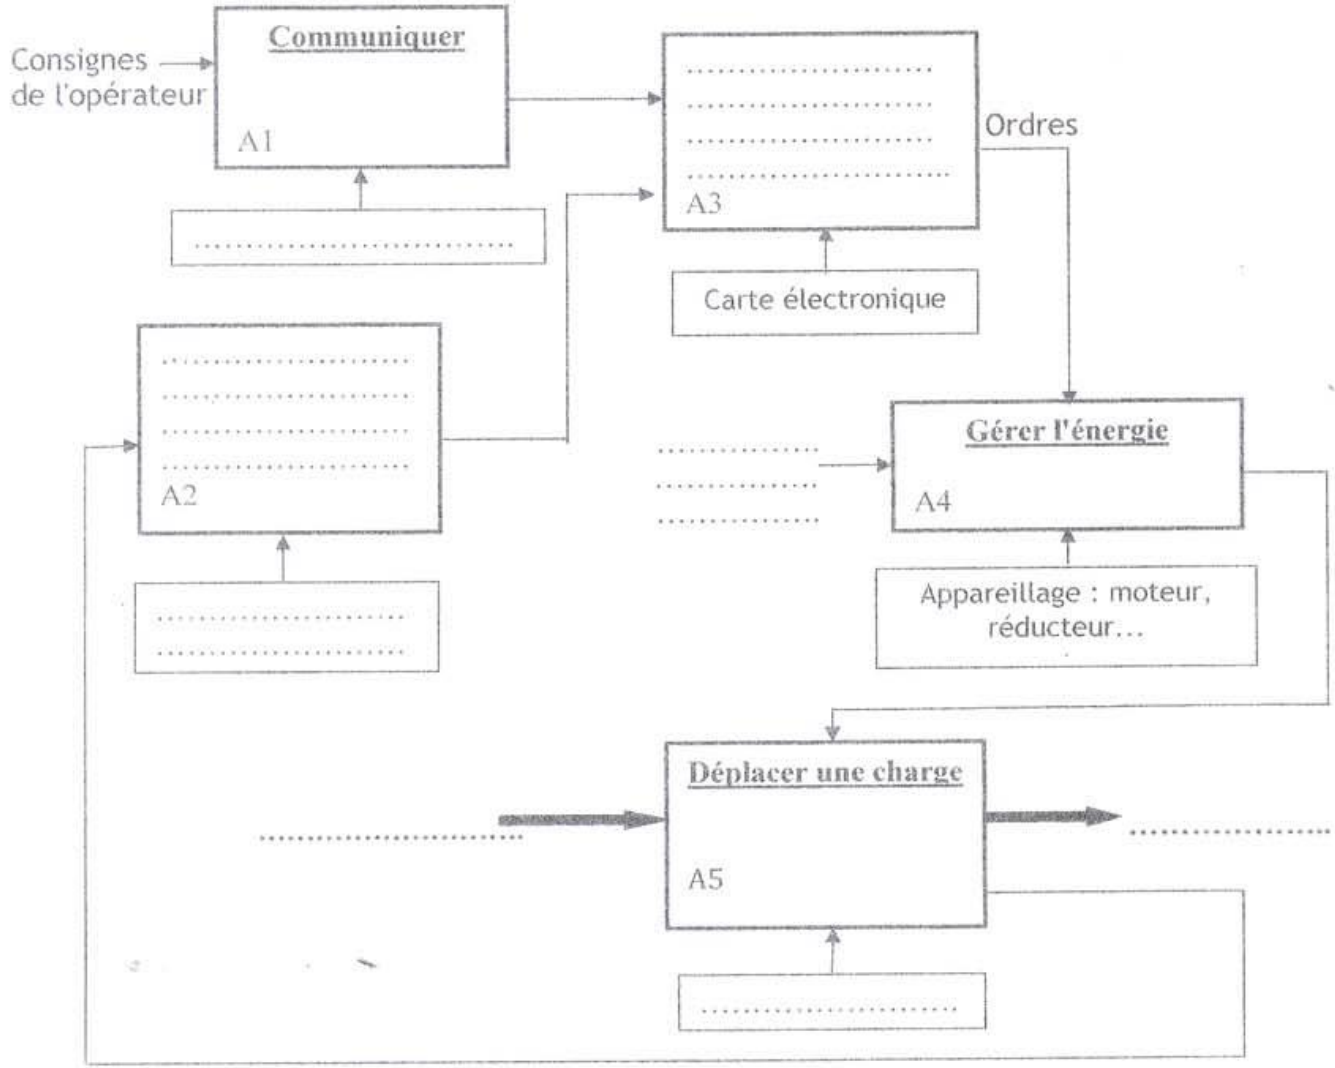 Communiquer
Consignes
de l'opérateur
A1
Ordres
A3
Carte électronique
A2
Gérer l'énergie
A4
Appareillage : moteur,
réducteur...
Déplacer une charge
A5